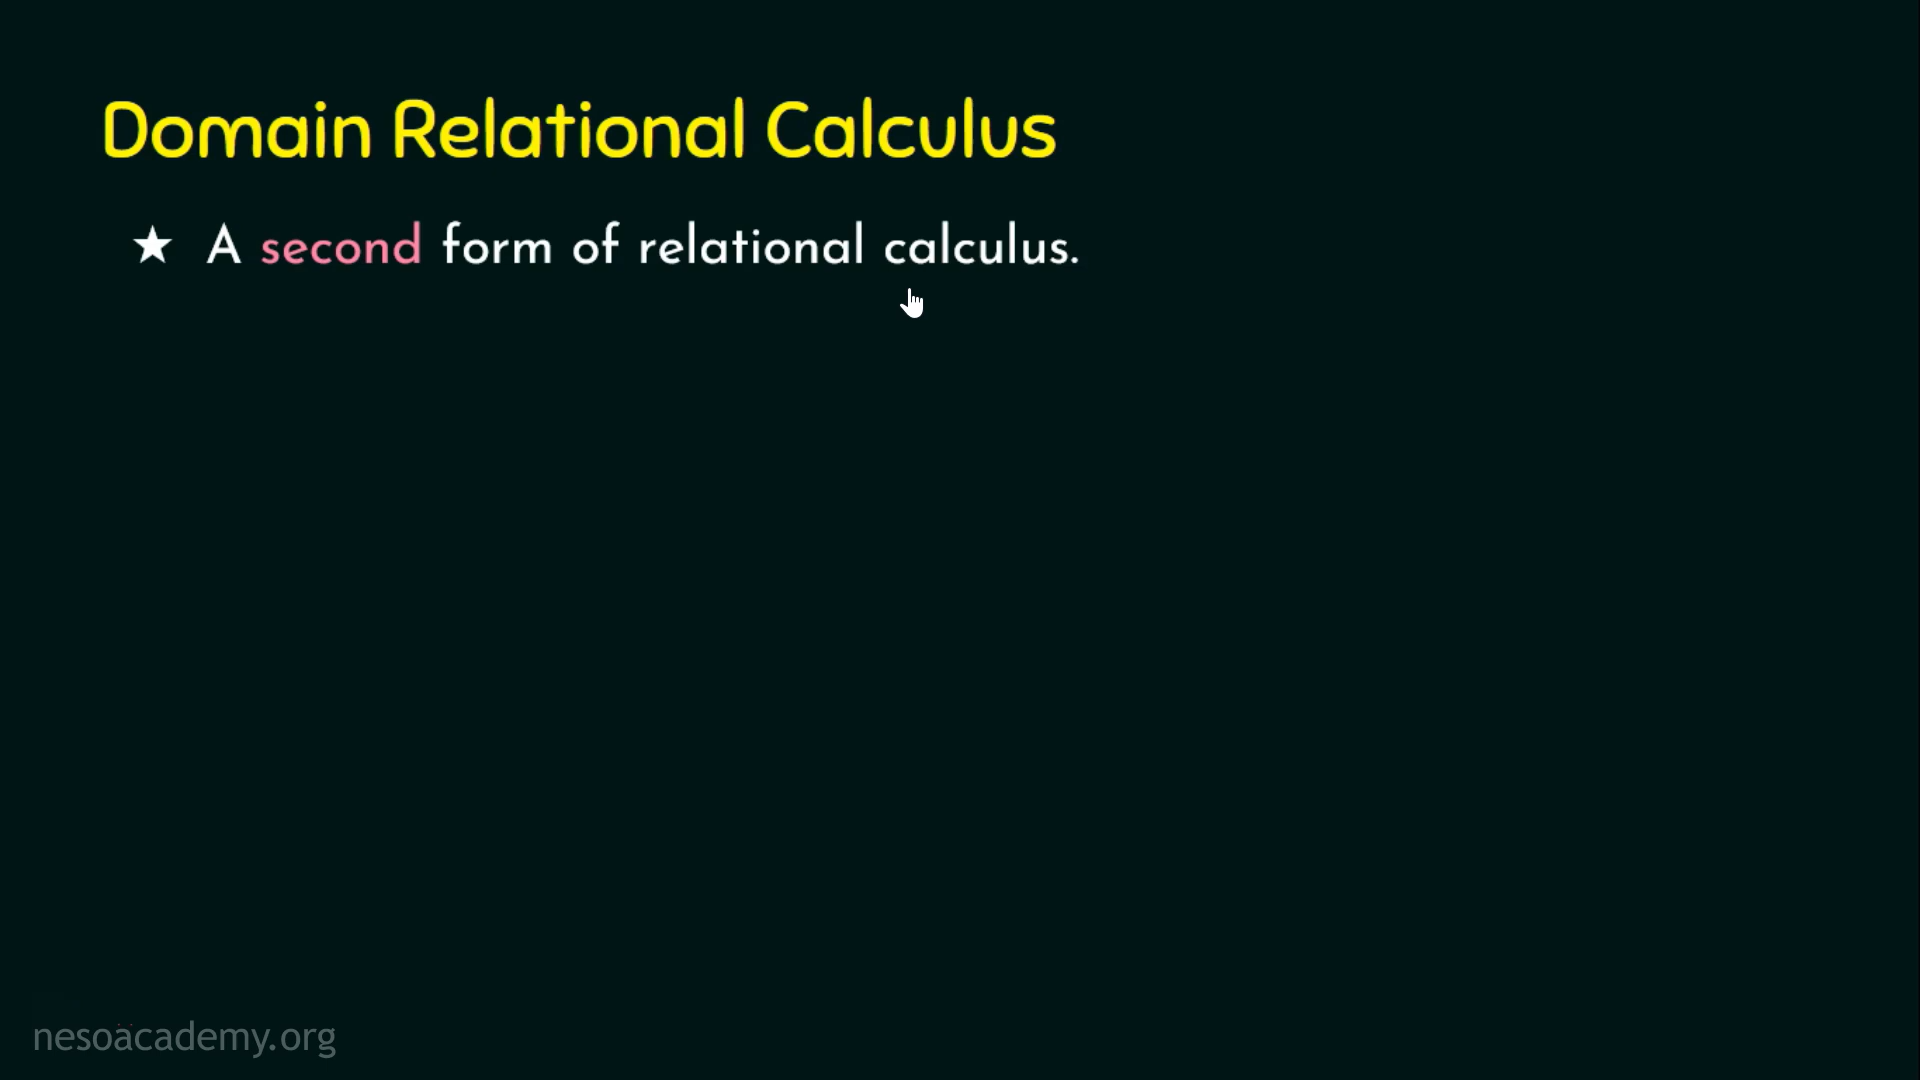 Domain Relational Calculus
★ A second form of relational calculus.
nesoacademy.org